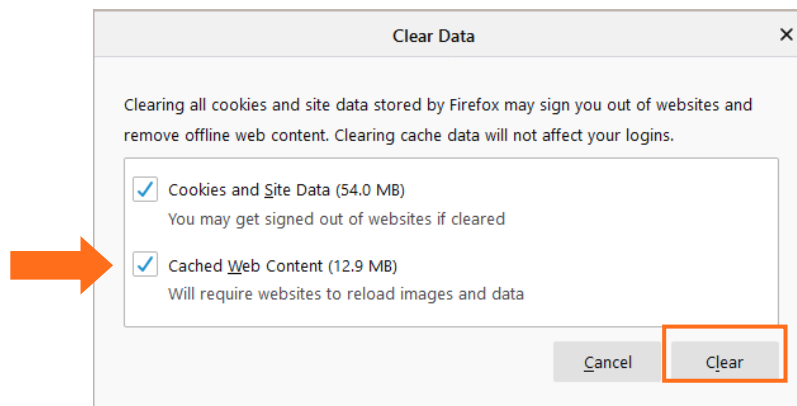 Clear Data
Clearing all cookies and site data stored by Firefox may sign you out of websites and
remove offline web content. Clearing cache data will not affect your logins.
Cookies and Site Data (54.0 MB)
You may get signed out of websites if cleared
Cached Web Content (12.9 MB)
Will require websites to reload images and data
Cancel Clear